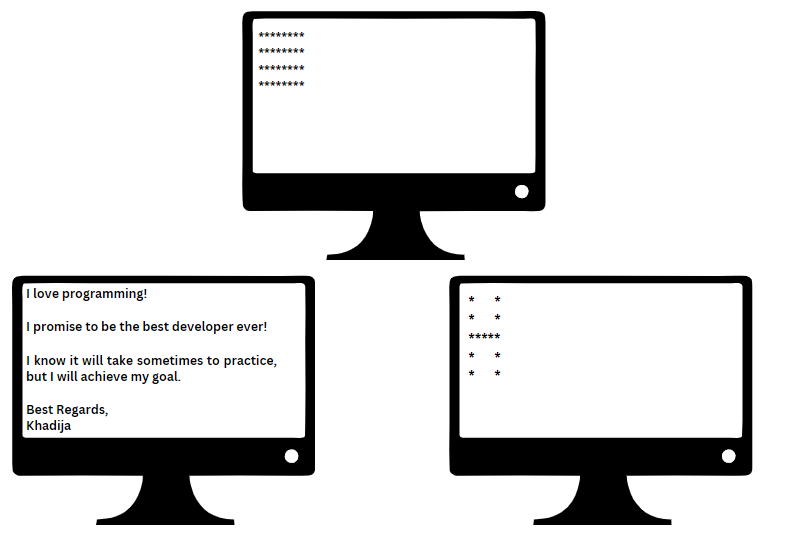 ********
********
********
********
I love programming!
I promise to be the best developer ever!
I know it will take sometimes to practice,
but I will achieve my goal.
Best Regards,
Khadija
*   *
*   *
*****
*   *
*   *